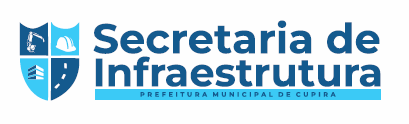 Secretaria de
Infraestrutura
PREFEITURA MUNICIPAL DE CUPIRA